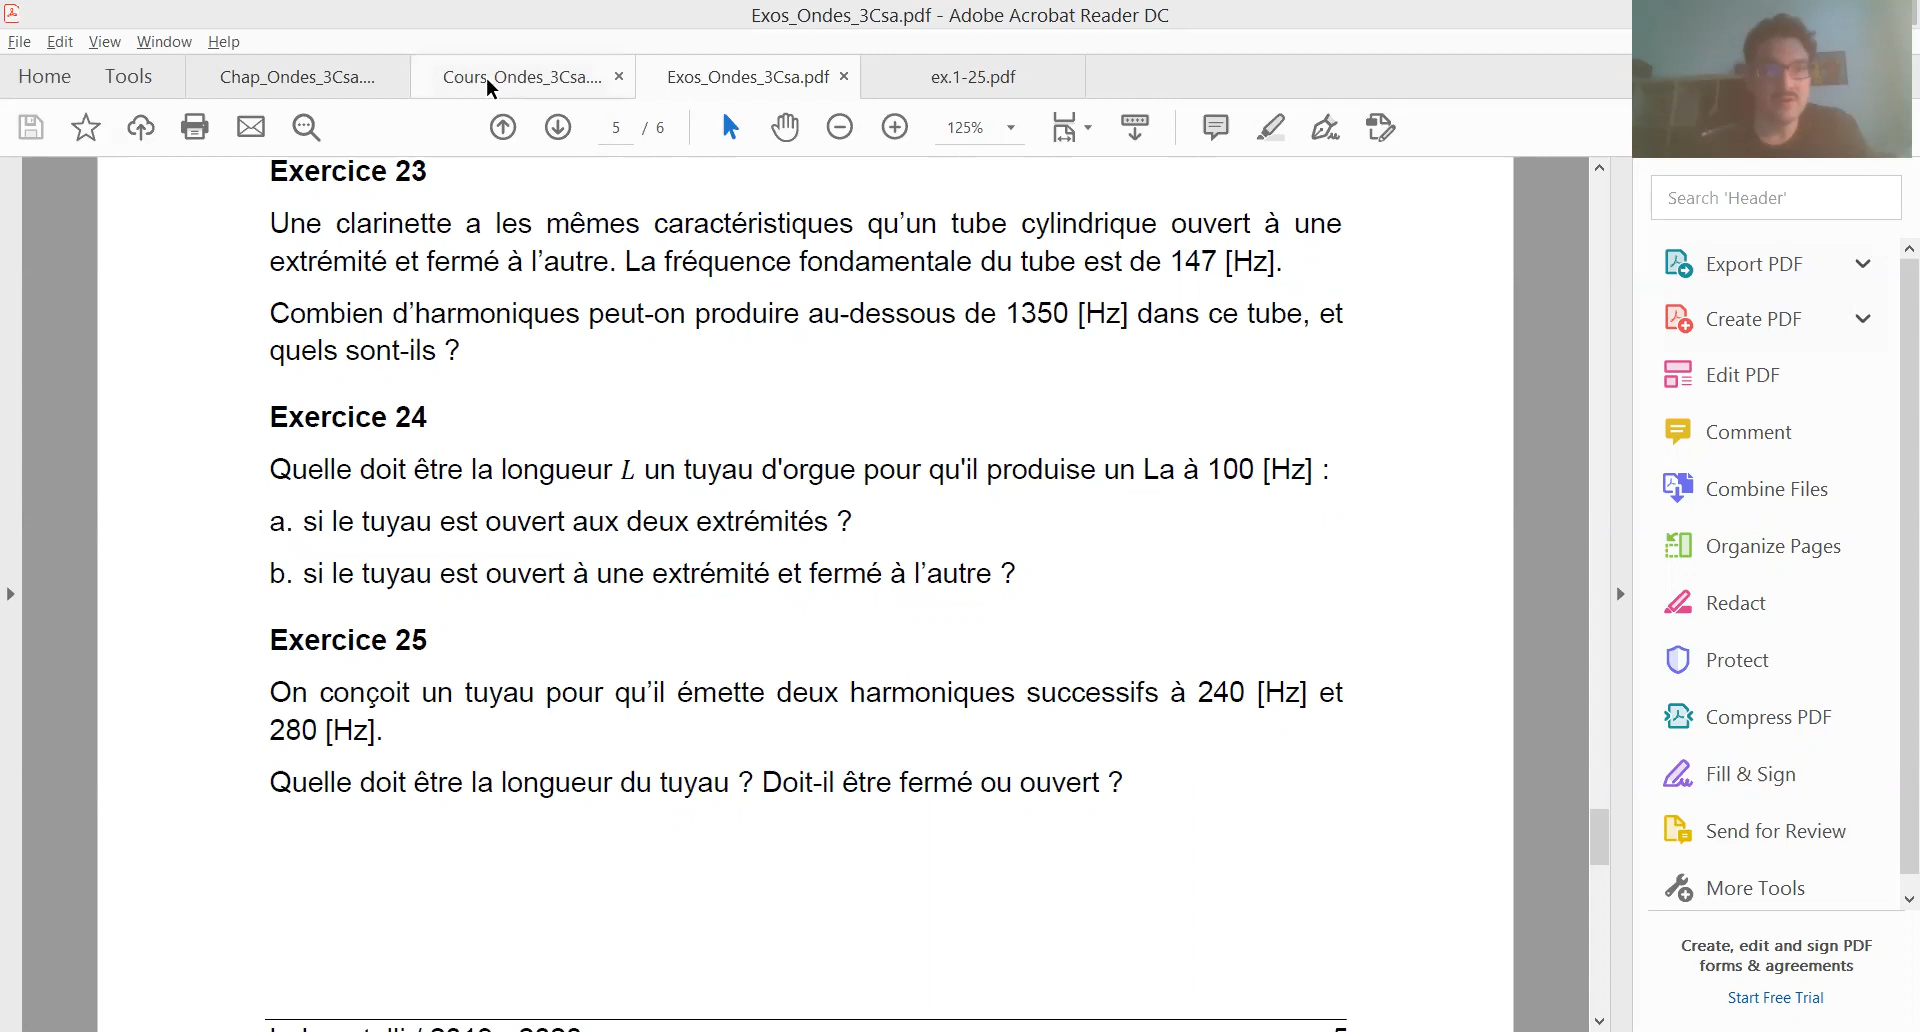 Exos_Ondes_3Csa.pdf - Adobe Acrobat Reader DC
File Edit View Window Help
Home Tools Chap_Ondes_3Csa.... Cours_Ondes_3Csa.... Exos_Ondes_3Csa.pdf ex.1-25.pdf
5 / 6 125%
Exercice 23
Une clarinette a les mêmes caractéristiques qu’un tube cylindrique ouvert à une
extrémité et fermé à l’autre. La fréquence fondamentale du tube est de 147 [Hz].
Combien d’harmoniques peut-on produire au-dessous de 1350 [Hz] dans ce tube, et
quels sont-ils ?
Exercice 24
Quelle doit être la longueur L un tuyau d'orgue pour qu'il produise un La à 100 [Hz] :
a. si le tuyau est ouvert aux deux extrémités ?
b. si le tuyau est ouvert à une extrémité et fermé à l’autre ?
Exercice 25
On conçoit un tuyau pour qu’il émette deux harmoniques successifs à 240 [Hz] et
280 [Hz].
Quelle doit être la longueur du tuyau ? Doit-il être fermé ou ouvert ?
Search 'Header'
Export PDF
Create PDF
Edit PDF
Comment
Combine Files
Organize Pages
Redact
Protect
Compress PDF
Fill & Sign
Send for Review
More Tools
Create, edit and sign PDF
forms & agreements
Start Free Trial